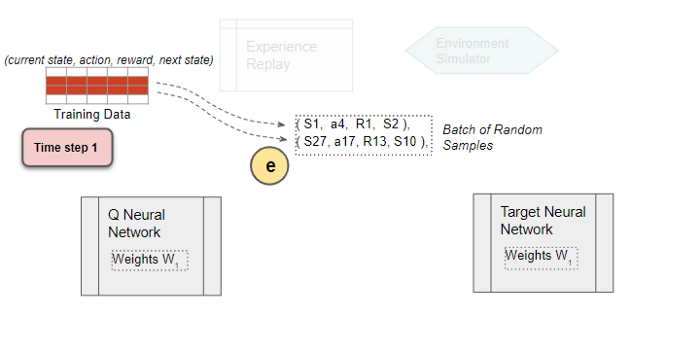 Experience
Replay
Environment
Simulator
(current state, action, reward, next state)
Training Data
( S1, a4, R1, S2 ),
( S27, a17, R13, S10 ),
Batch of Random
Samples
Time step 1
e
Q Neural
Network
Weights W1
Target Neural
Network
Weights W1